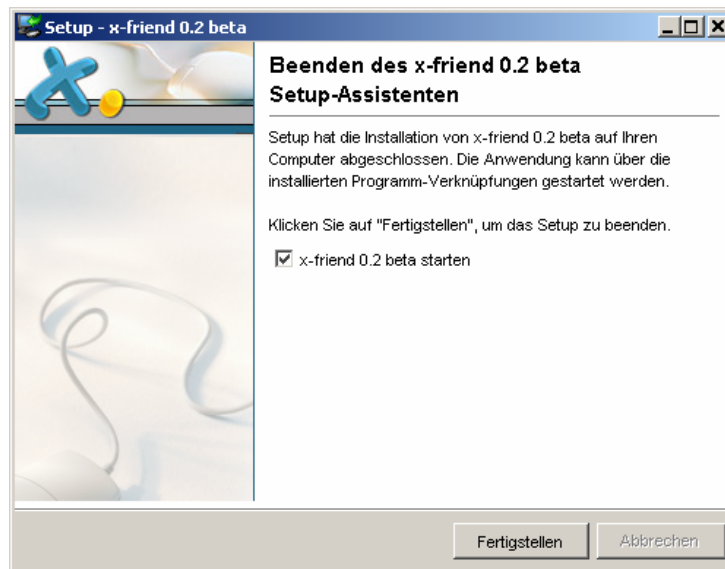 Setup - x-friend 0.2 beta
Beenden des x-friend 0.2 beta
Setup-Assistenten
Setup hat die Installation von x-friend 0.2 beta auf Ihren
Computer abgeschlossen. Die Anwendung kann über die
installierten Programm-Verknüpfungen gestartet werden.
Klicken Sie auf "Fertigstellen", um das Setup zu beenden.
x-friend 0.2 beta starten
Fertigstellen
Abbrechen